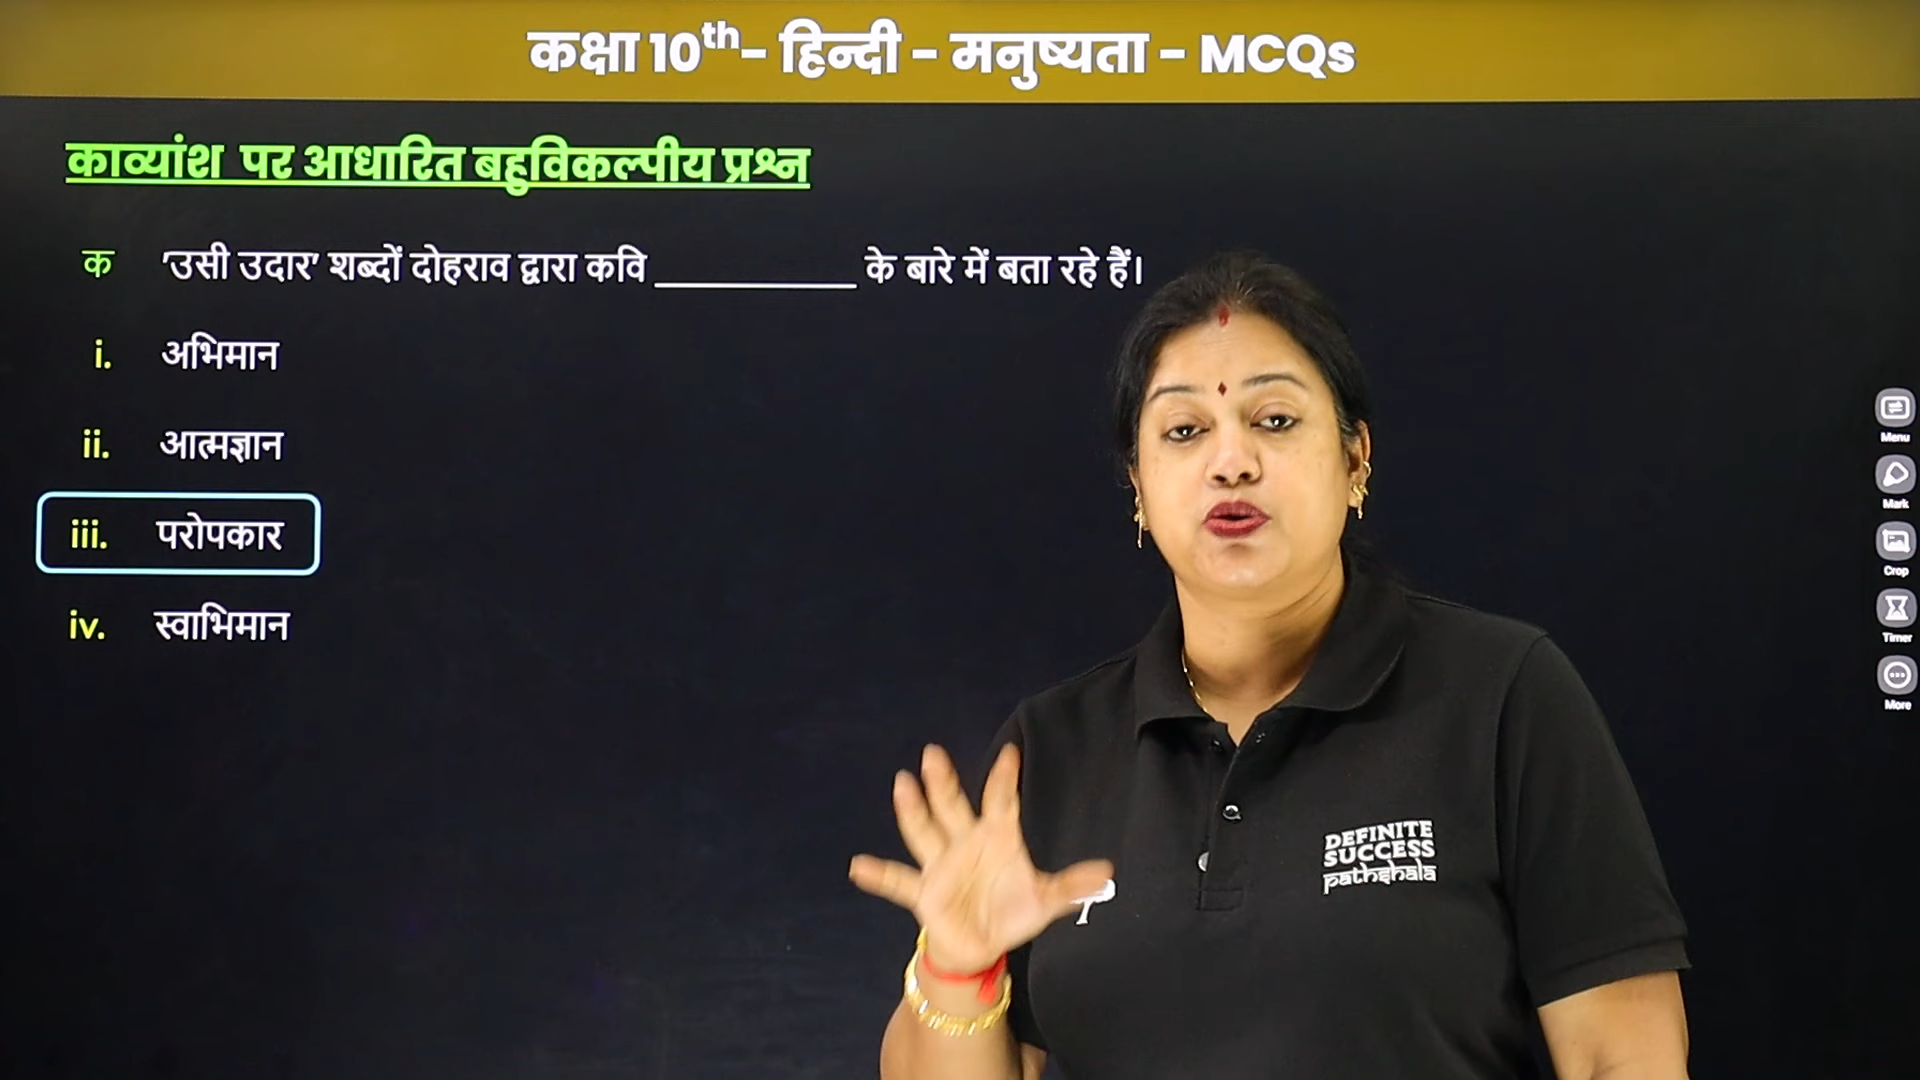 कक्षा 10th- हिन्दी - मनुष्यता - MCQs
काव्यांश पर आधारित बहुविकल्पीय प्रश्न
क 'उसी उदार' शब्दों दोहराव द्वारा कवि __________ के बारे में बता रहे हैं।
i. अभिमान
ii. आत्मज्ञान
iii. परोपकार
iv. स्वाभिमान
Menu
Mark
Crop
Timer
More
DEFINITE
SUCCESS
pathshala